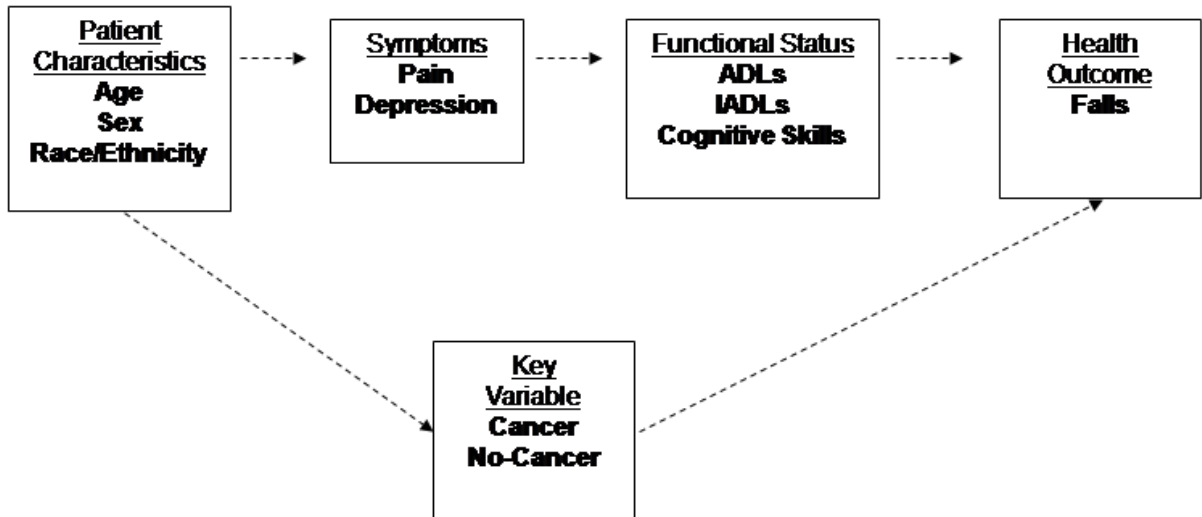 Patient
Characteristics
Age
Sex
Race/Ethnicity
Symptoms
Pain
Depression
Functional Status
ADLs
IADLs
Cognitive Skills
Health
Outcome
Falls
Key
Variable
Cancer
No-Cancer